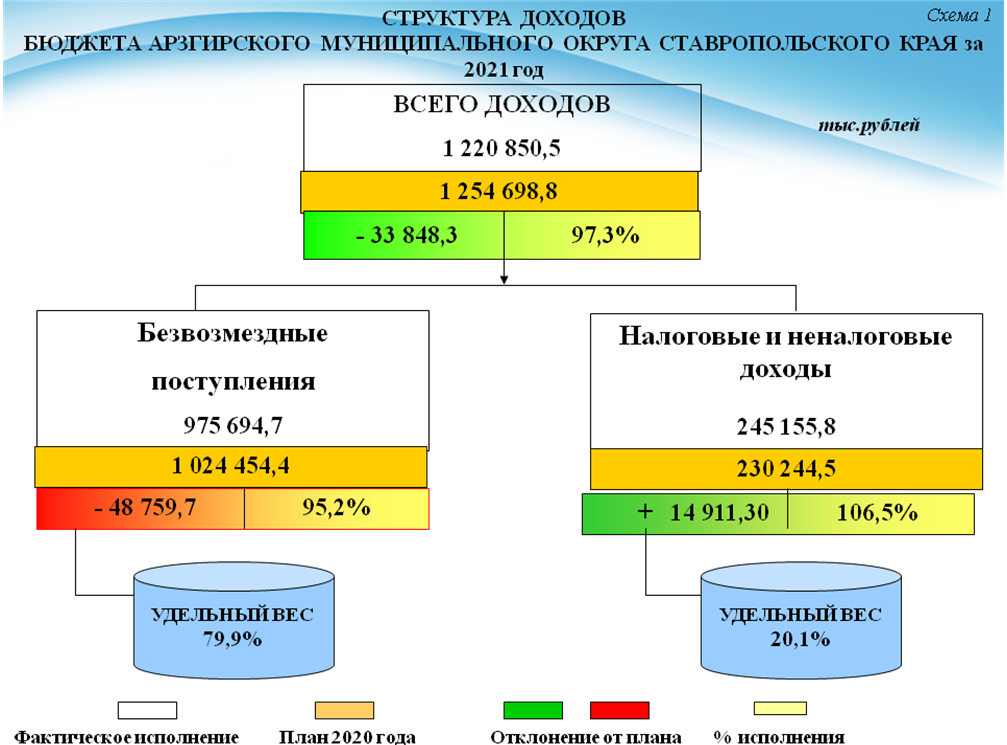 Схема 1
СТРУКТУРА ДОХОДОВ
БЮДЖЕТА АРЗГИРСКОГО МУНИЦИПАЛЬНОГО ОКРУГА СТАВРОПОЛЬСКОГО КРАЯ за
2021 год
тыс.рублей
ВСЕГО ДОХОДОВ
1 220 850,5
1 254 698,8
- 33 848,3 97,3%
Безвозмездные
поступления
975 694,7
1 024 454,4
- 48 759,7 95,2%
УДЕЛЬНЫЙ ВЕС
79,9%
Налоговые и неналоговые
доходы
245 155,8
230 244,5
+ 14 911,30 106,5%
УДЕЛЬНЫЙ ВЕС
20,1%
Фактическое исполнение
План 2020 года
Отклонение от плана
% исполнения